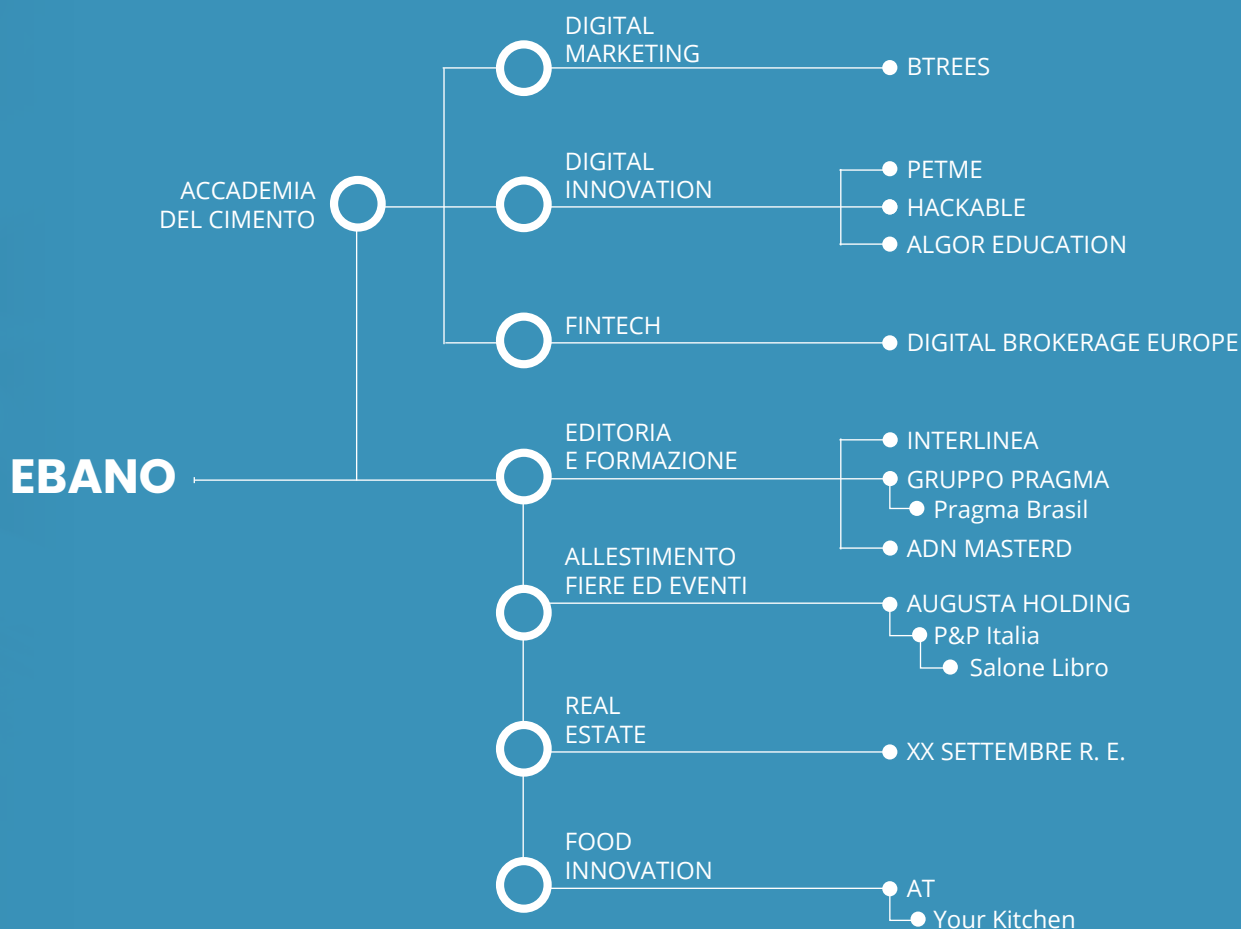 DIGITAL
MARKETING
BTREES
ACCADEMIA
DEL CIMENTO
DIGITAL
INNOVATION
PETME
HACKABLE
ALGOR EDUCATION
FINTECH
DIGITAL BROKERAGE EUROPE
EBANO
EDITORIA
E FORMAZIONE
INTERLINEA
GRUPPO PRAGMA
Pragma Brasil
ADN MASTERD
ALLESTIMENTO
FIERE ED EVENTI
AUGUSTA HOLDING
P&P Italia
Salone Libro
REAL
ESTATE
XX SETTEMBRE R. E.
FOOD
INNOVATION
AT
Your Kitchen